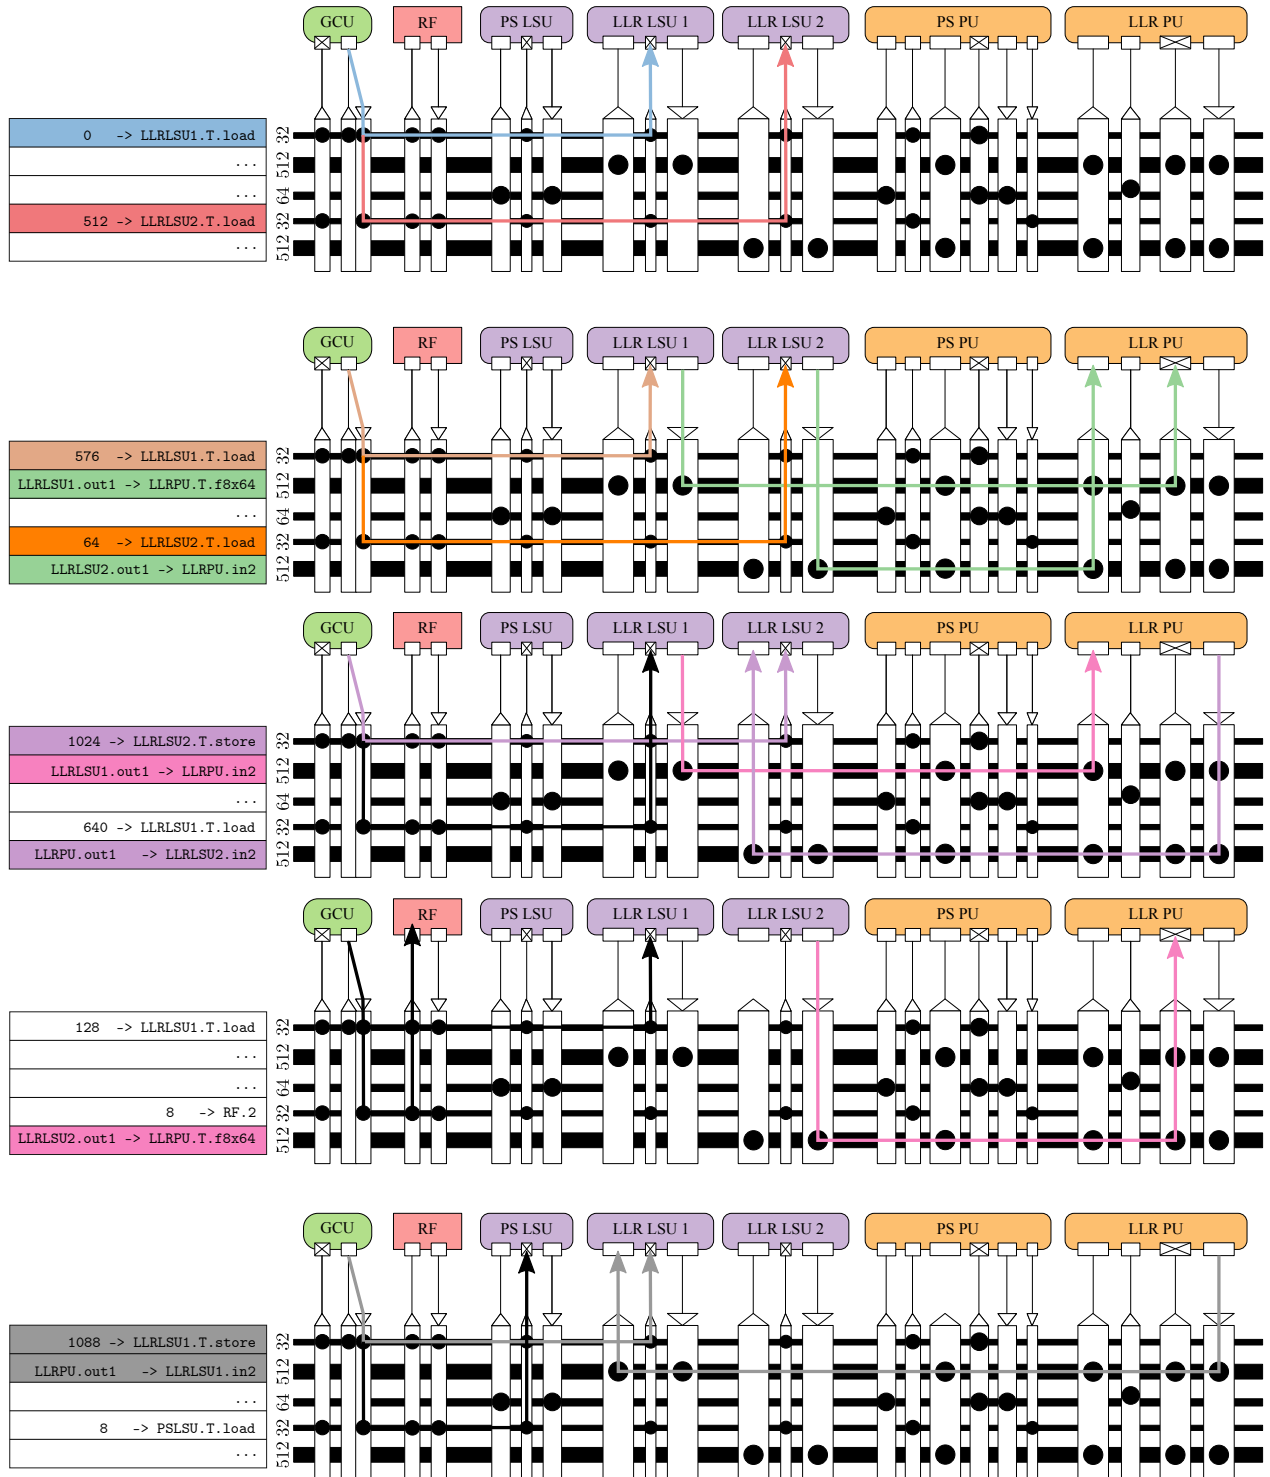 GCU RF PS LSU LLR LSU 1 LLR LSU 2 PS PU LLR PU
0 -> LLRLSU1.T.load 32
... 512
... 64
512 -> LLRLSU2.T.load 32
... 512
GCU RF PS LSU LLR LSU 1 LLR LSU 2 PS PU LLR PU
576 -> LLRLSU1.T.load 32
LLRLSU1.out1 -> LLRPU.T.f8x64 512
... 64
64 -> LLRLSU2.T.load 32
LLRLSU2.out1 -> LLRPU.in2 512
GCU RF PS LSU LLR LSU 1 LLR LSU 2 PS PU LLR PU
1024 -> LLRLSU2.T.store 32
LLRLSU1.out1 -> LLRPU.in2 512
... 64
640 -> LLRLSU1.T.load 32
LLRPU.out1 -> LLRLSU2.in2 512
GCU RF PS LSU LLR LSU 1 LLR LSU 2 PS PU LLR PU
128 -> LLRLSU1.T.load 32
... 512
... 64
8 -> RF.2 32
LLRLSU2.out1 -> LLRPU.T.f8x64 512
GCU RF PS LSU LLR LSU 1 LLR LSU 2 PS PU LLR PU
1088 -> LLRLSU1.T.store 32
LLRPU.out1 -> LLRLSU1.in2 512
... 64
8 -> PSLSU.T.load 32
... 512